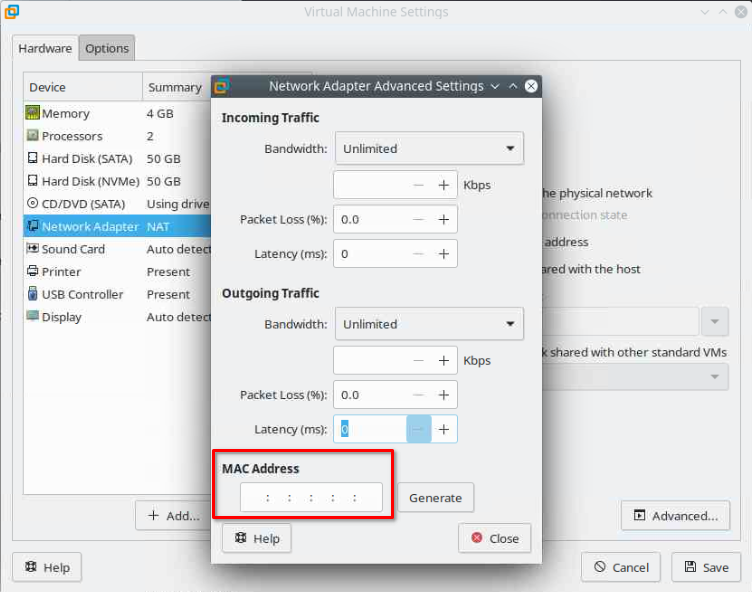 Virtual Machine Settings
Hardware Options
Device Summary
Memory 4 GB
Processors 2
Hard Disk (SATA) 50 GB
Hard Disk (NVMe) 50 GB
CD/DVD (SATA) Using drive
Network Adapter NAT
Sound Card Auto detect
Printer Present
USB Controller Present
Display Auto detect
+ Add...
Network Adapter Advanced Settings
Incoming Traffic
Bandwidth: Unlimited
− + Kbps
Packet Loss (%): 0.0 − +
Latency (ms): 0 − +
Outgoing Traffic
Bandwidth: Unlimited
− + Kbps
Packet Loss (%): 0.0 − +
Latency (ms): 0 − +
MAC Address
: : : : : Generate
Help Close
he physical network
onnection state
address
ared with the host
k shared with other standard VMs
Advanced...
Help Cancel Save